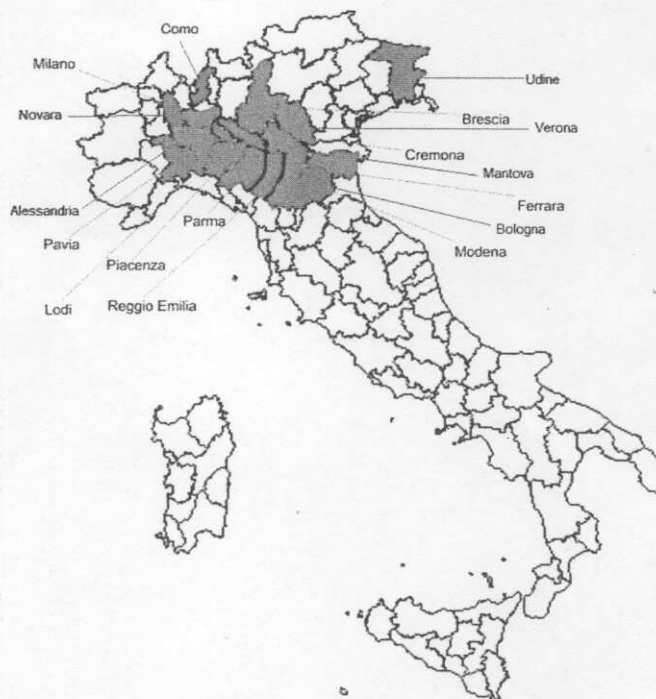 Como
Milano
Udine
Novara
Brescia
Verona
Cremona
Mantova
Ferrara
Alessandria
Parma
Bologna
Pavia
Modena
Piacenza
Lodi
Reggio Emilia